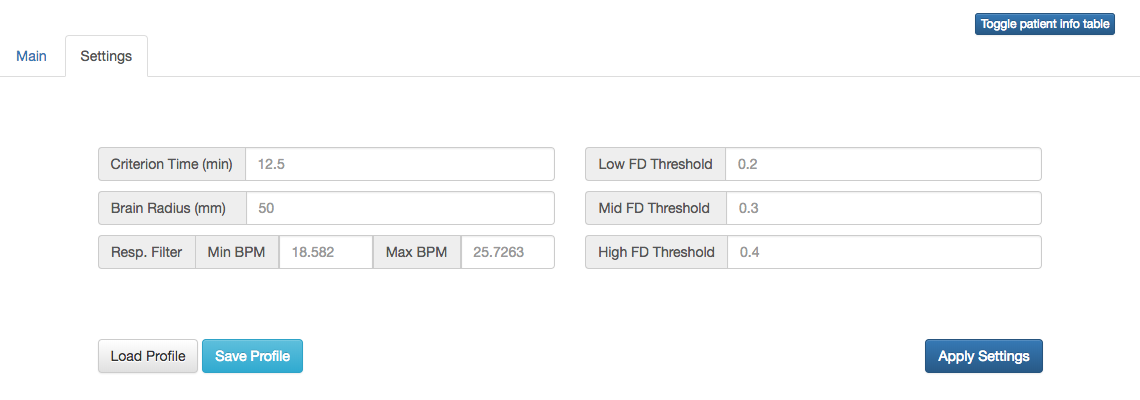 Toggle patient info table
Main Settings
Criterion Time (min) 12.5 Low FD Threshold 0.2
Brain Radius (mm) 50 Mid FD Threshold 0.3
Resp. Filter Min BPM 18.582 Max BPM 25.7263 High FD Threshold 0.4
Load Profile Save Profile Apply Settings